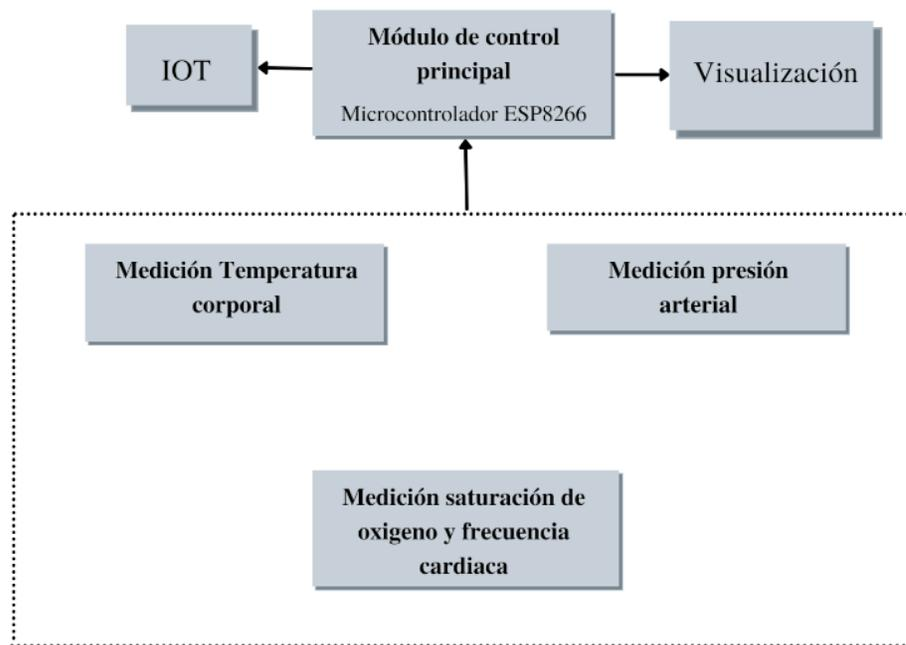 IOT
Módulo de control
principal
Microcontrolador ESP8266
Visualización
Medición Temperatura
corporal
Medición presión
arterial
Medición saturación de
oxigeno y frecuencia
cardiaca